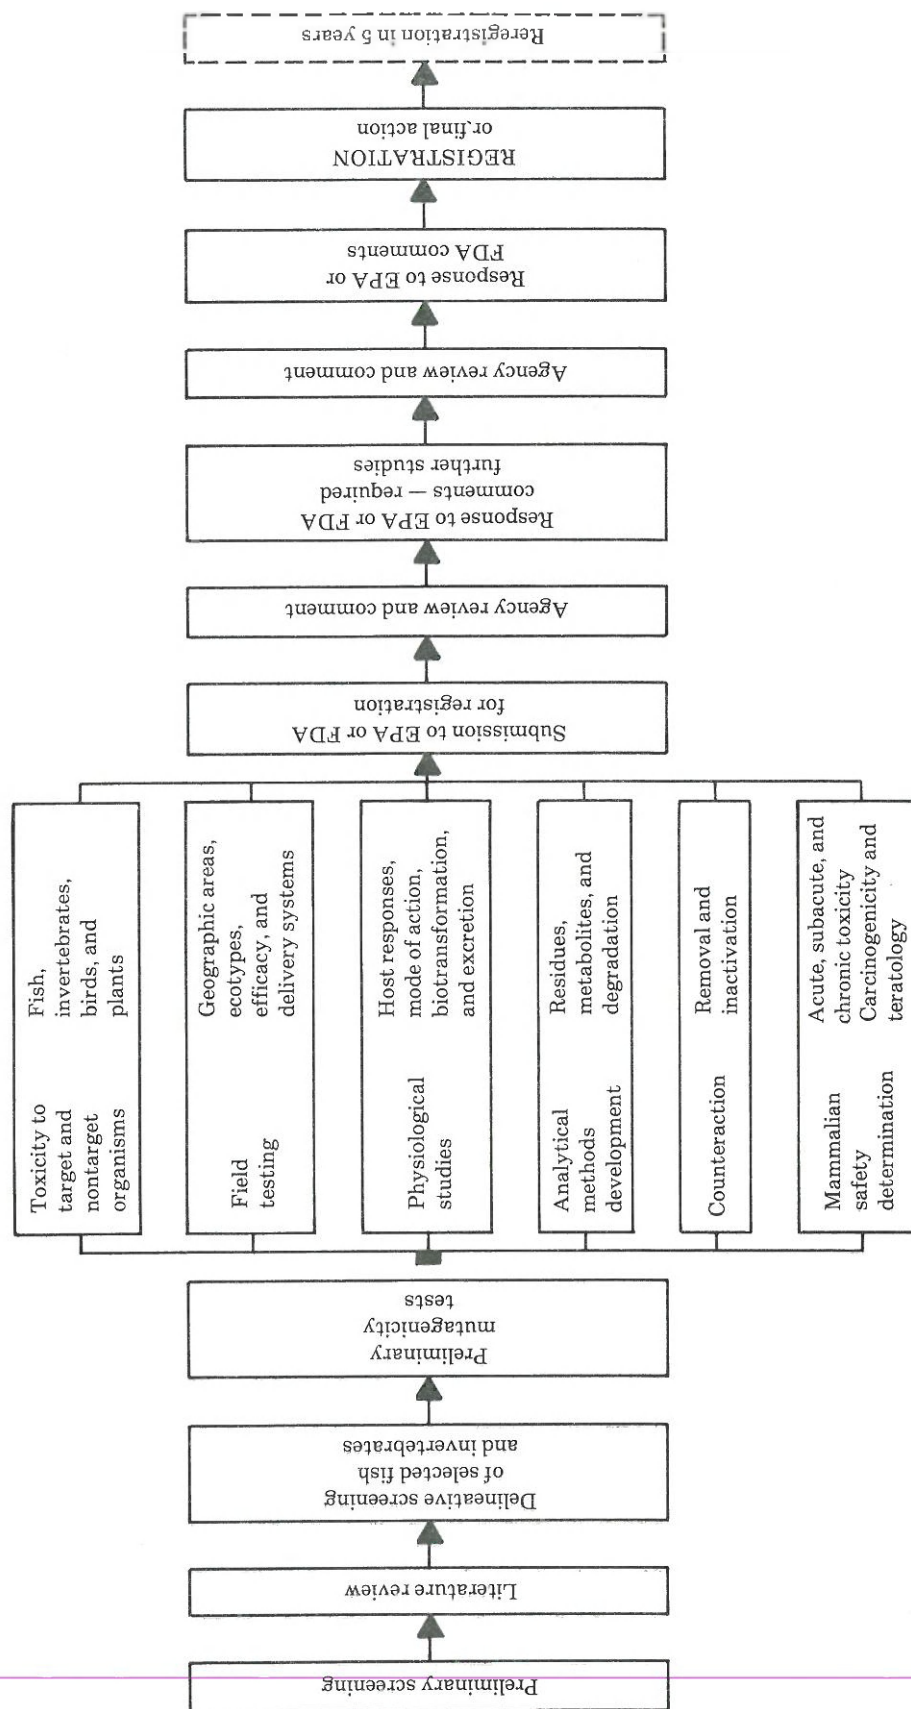 Preliminary screening
Literature review
Delineative screening
of selected fish
and invertebrates
Preliminary
mutagenicity
tests
Toxicity to
target and
nontarget
organisms
Fish,
invertebrates,
birds, and
plants
Field
testing
Geographic areas,
ecotypes,
efficacy, and
delivery systems
Physiological
studies
Host responses,
mode of action,
biotransformation,
and excretion
Analytical
methods
development
Residues,
metabolites, and
degradation
Counteraction
Removal and
inactivation
Mammalian
safety
determination
Acute, subacute, and
chronic toxicity
Carcinogenicity and
teratology
Submission to EPA or FDA
for registration
Agency review and comment
Response to EPA or FDA
comments — required
further studies
Agency review and comment
Response to EPA or
FDA comments
REGISTRATION
or final action
Reregistration in 5 years